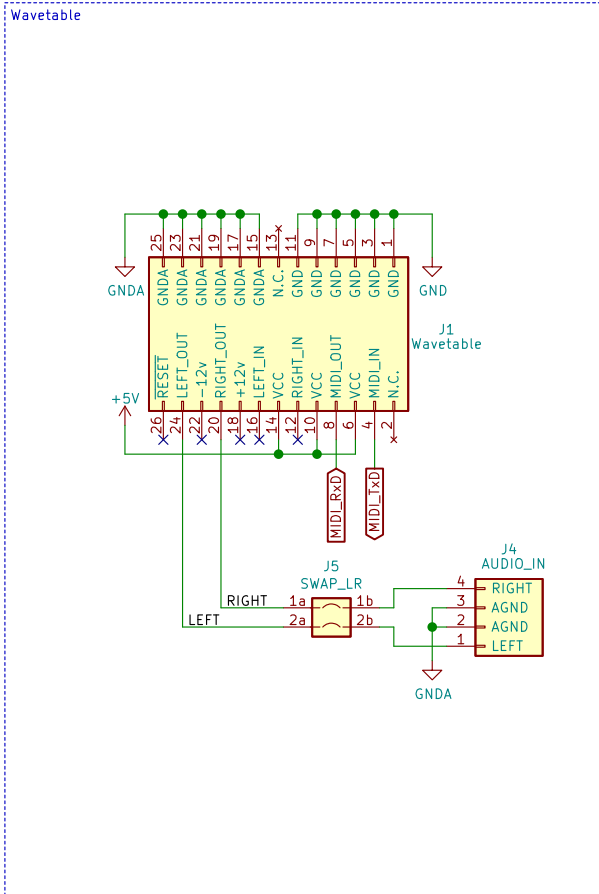 Wavetable
25 23 21 19 17 15 13 11 9 7 5 3 1
GNDA GNDA GNDA GNDA GNDA GNDA N.C. GND GND GND GND GND GND
GNDA
GND
J1
Wavetable
RESET LEFT_OUT -12v RIGHT_OUT +12v LEFT_IN VCC RIGHT_IN VCC MIDI_OUT VCC MIDI_IN N.C.
+5V
26 24 22 20 18 16 14 12 10 8 6 4 2
MIDI_RxD
MIDI_TxD
J5
SWAP_LR
J4
AUDIO_IN
RIGHT 1a 1b
LEFT 2a 2b
4 RIGHT
3 AGND
2 AGND
1 LEFT
GNDA